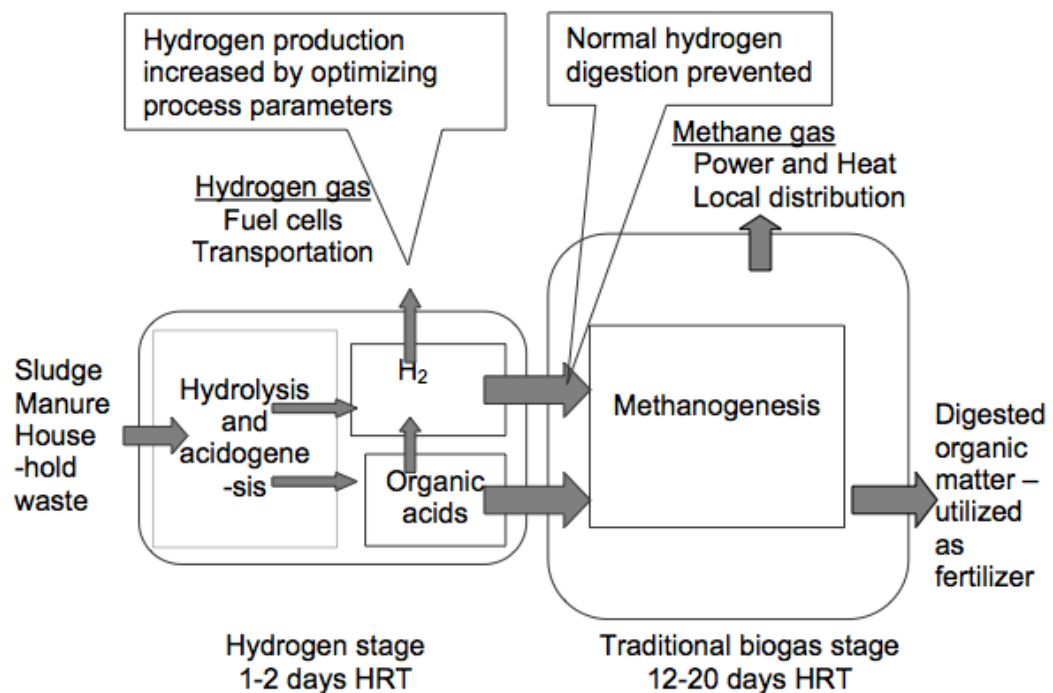 Hydrogen production
increased by optimizing
process parameters
Normal hydrogen
digestion prevented
Methane gas
Power and Heat
Local distribution
Hydrogen gas
Fuel cells
Transportation
Sludge
Manure
House
-hold
waste
Hydrolysis
and
acidogene
-sis
H₂
Organic
acids
Methanogenesis
Digested
organic
matter –
utilized
as
fertilizer
Hydrogen stage
1-2 days HRT
Traditional biogas stage
12-20 days HRT